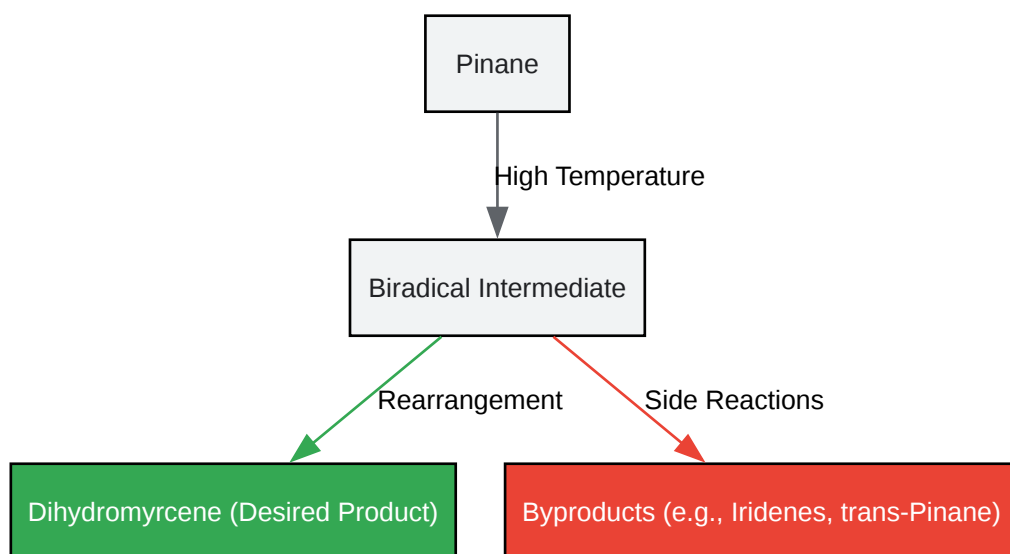 Pinane
High Temperature
Biradical Intermediate
Rearrangement
Side Reactions
Dihydromyrcene (Desired Product)
Byproducts (e.g., Iridenes, trans-Pinane)